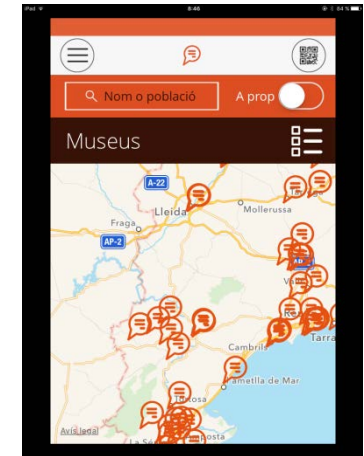 iPad
8:46
64 %
Nom o població
A prop
Museus
A-22
Lleida
Mollerussa
Fraga
AP-2
Cambrils
Tarra
ametlla de Mar
Avís legal